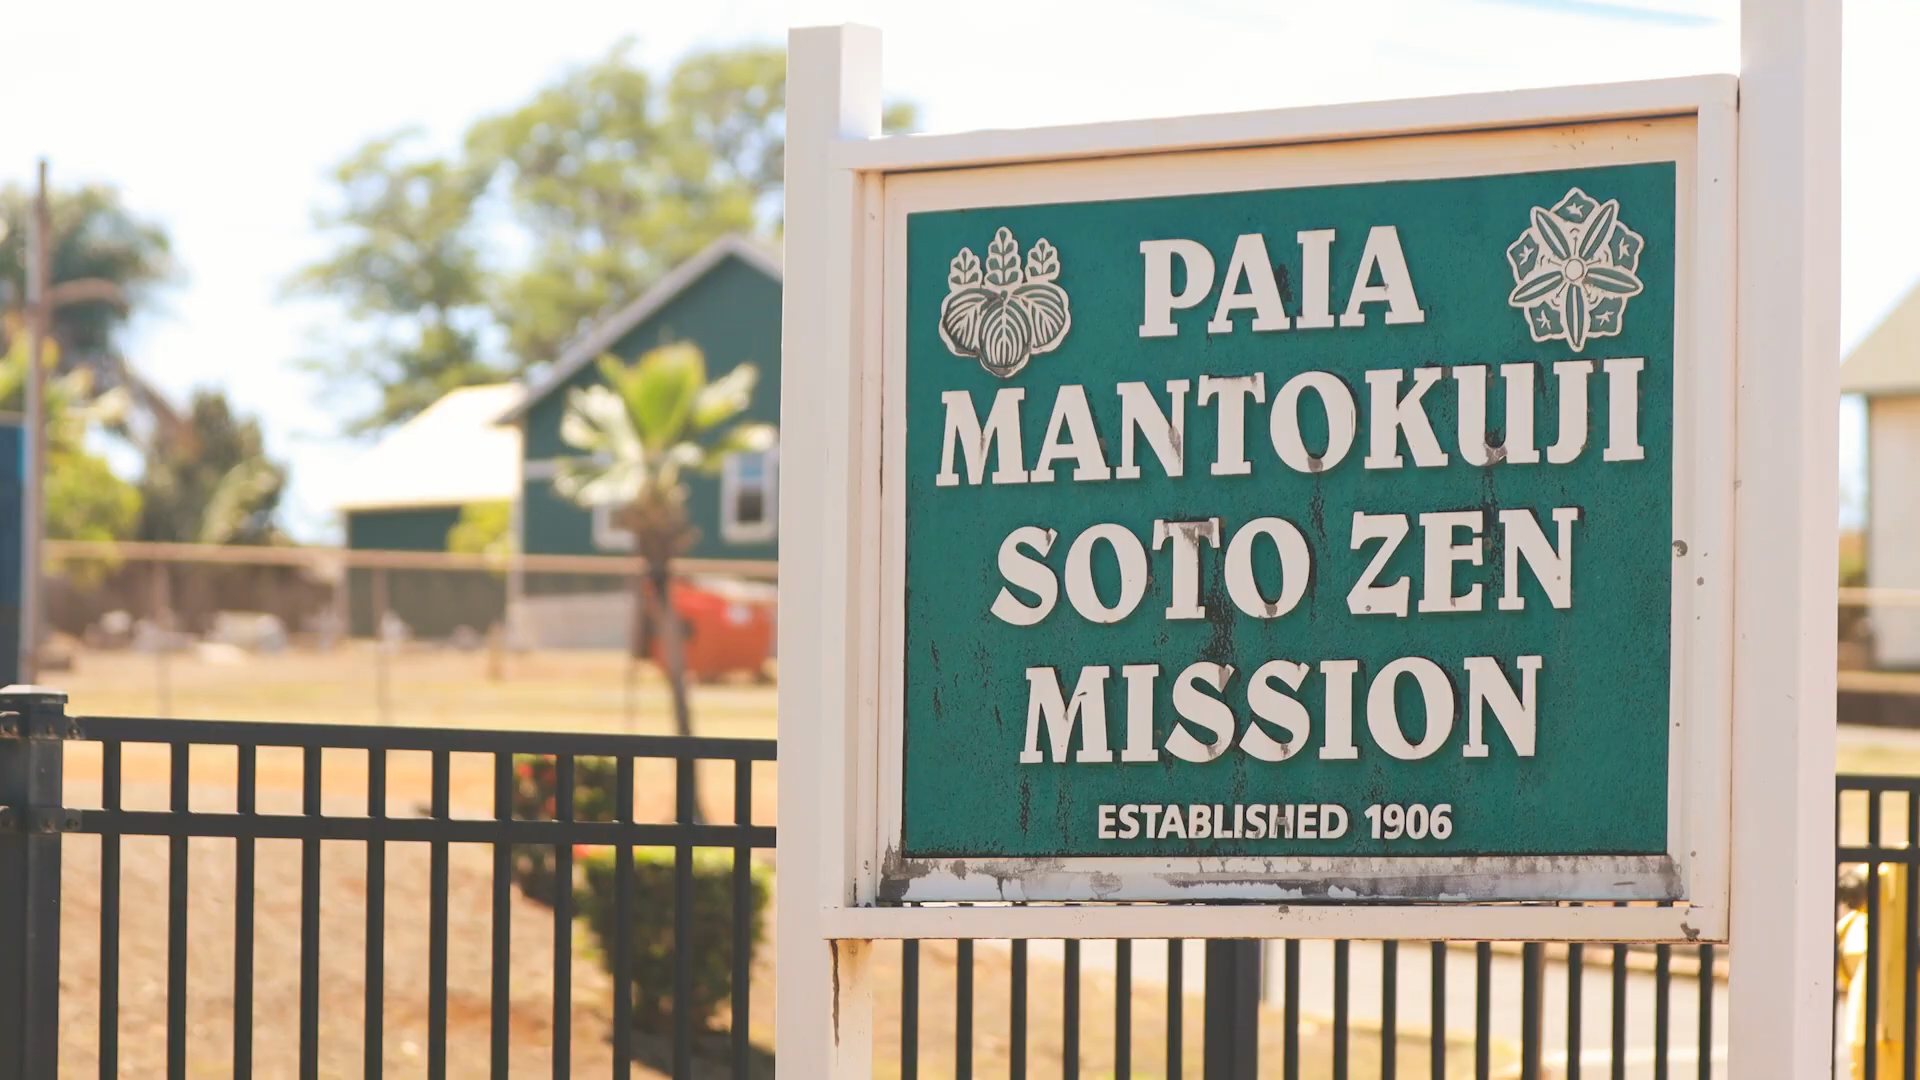 PAIA
MANTOKUJI
SOTO ZEN
MISSION
ESTABLISHED 1906